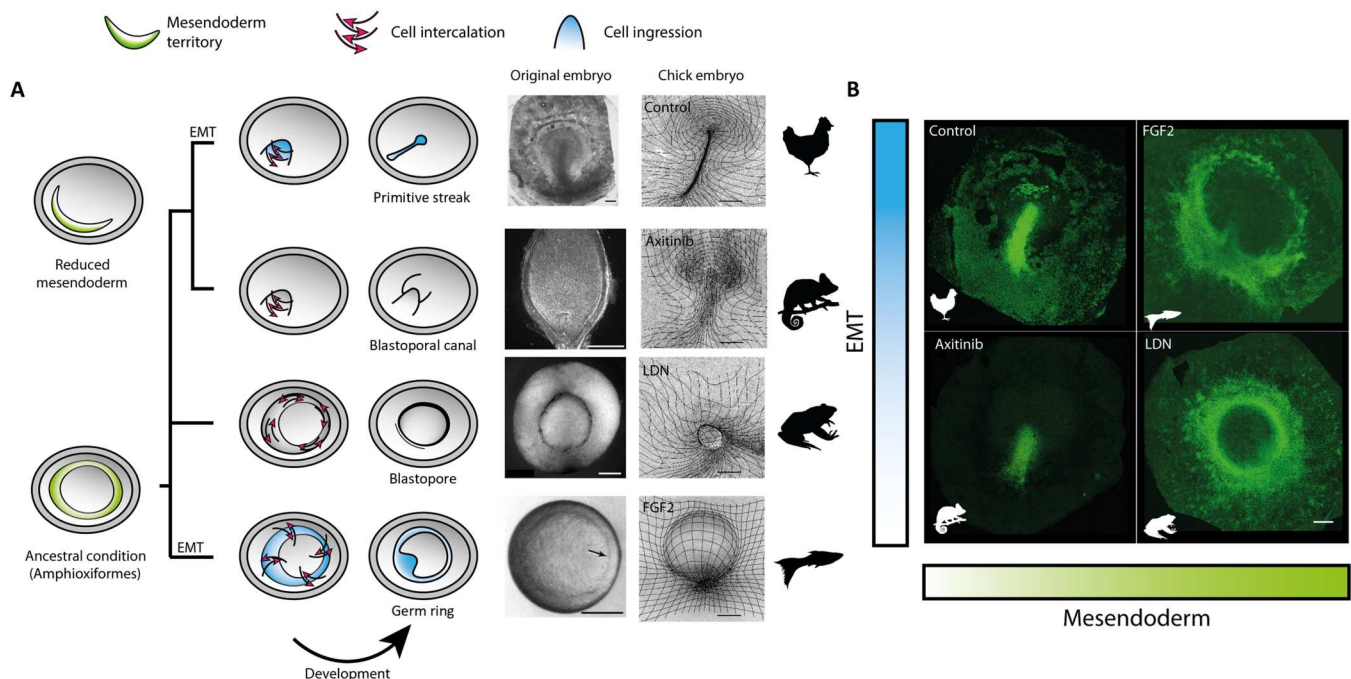 Mesendoderm
territory
Cell intercalation
Cell ingression
A
Original embryo
Chick embryo
B
EMT
Control
Primitive streak
Reduced
mesendoderm
Axitinib
Blastoporal canal
LDN
Blastopore
Ancestral condition
(Amphioxiformes)
EMT
FGF2
Germ ring
Development
EMT
Control
FGF2
Axitinib
LDN
Mesendoderm